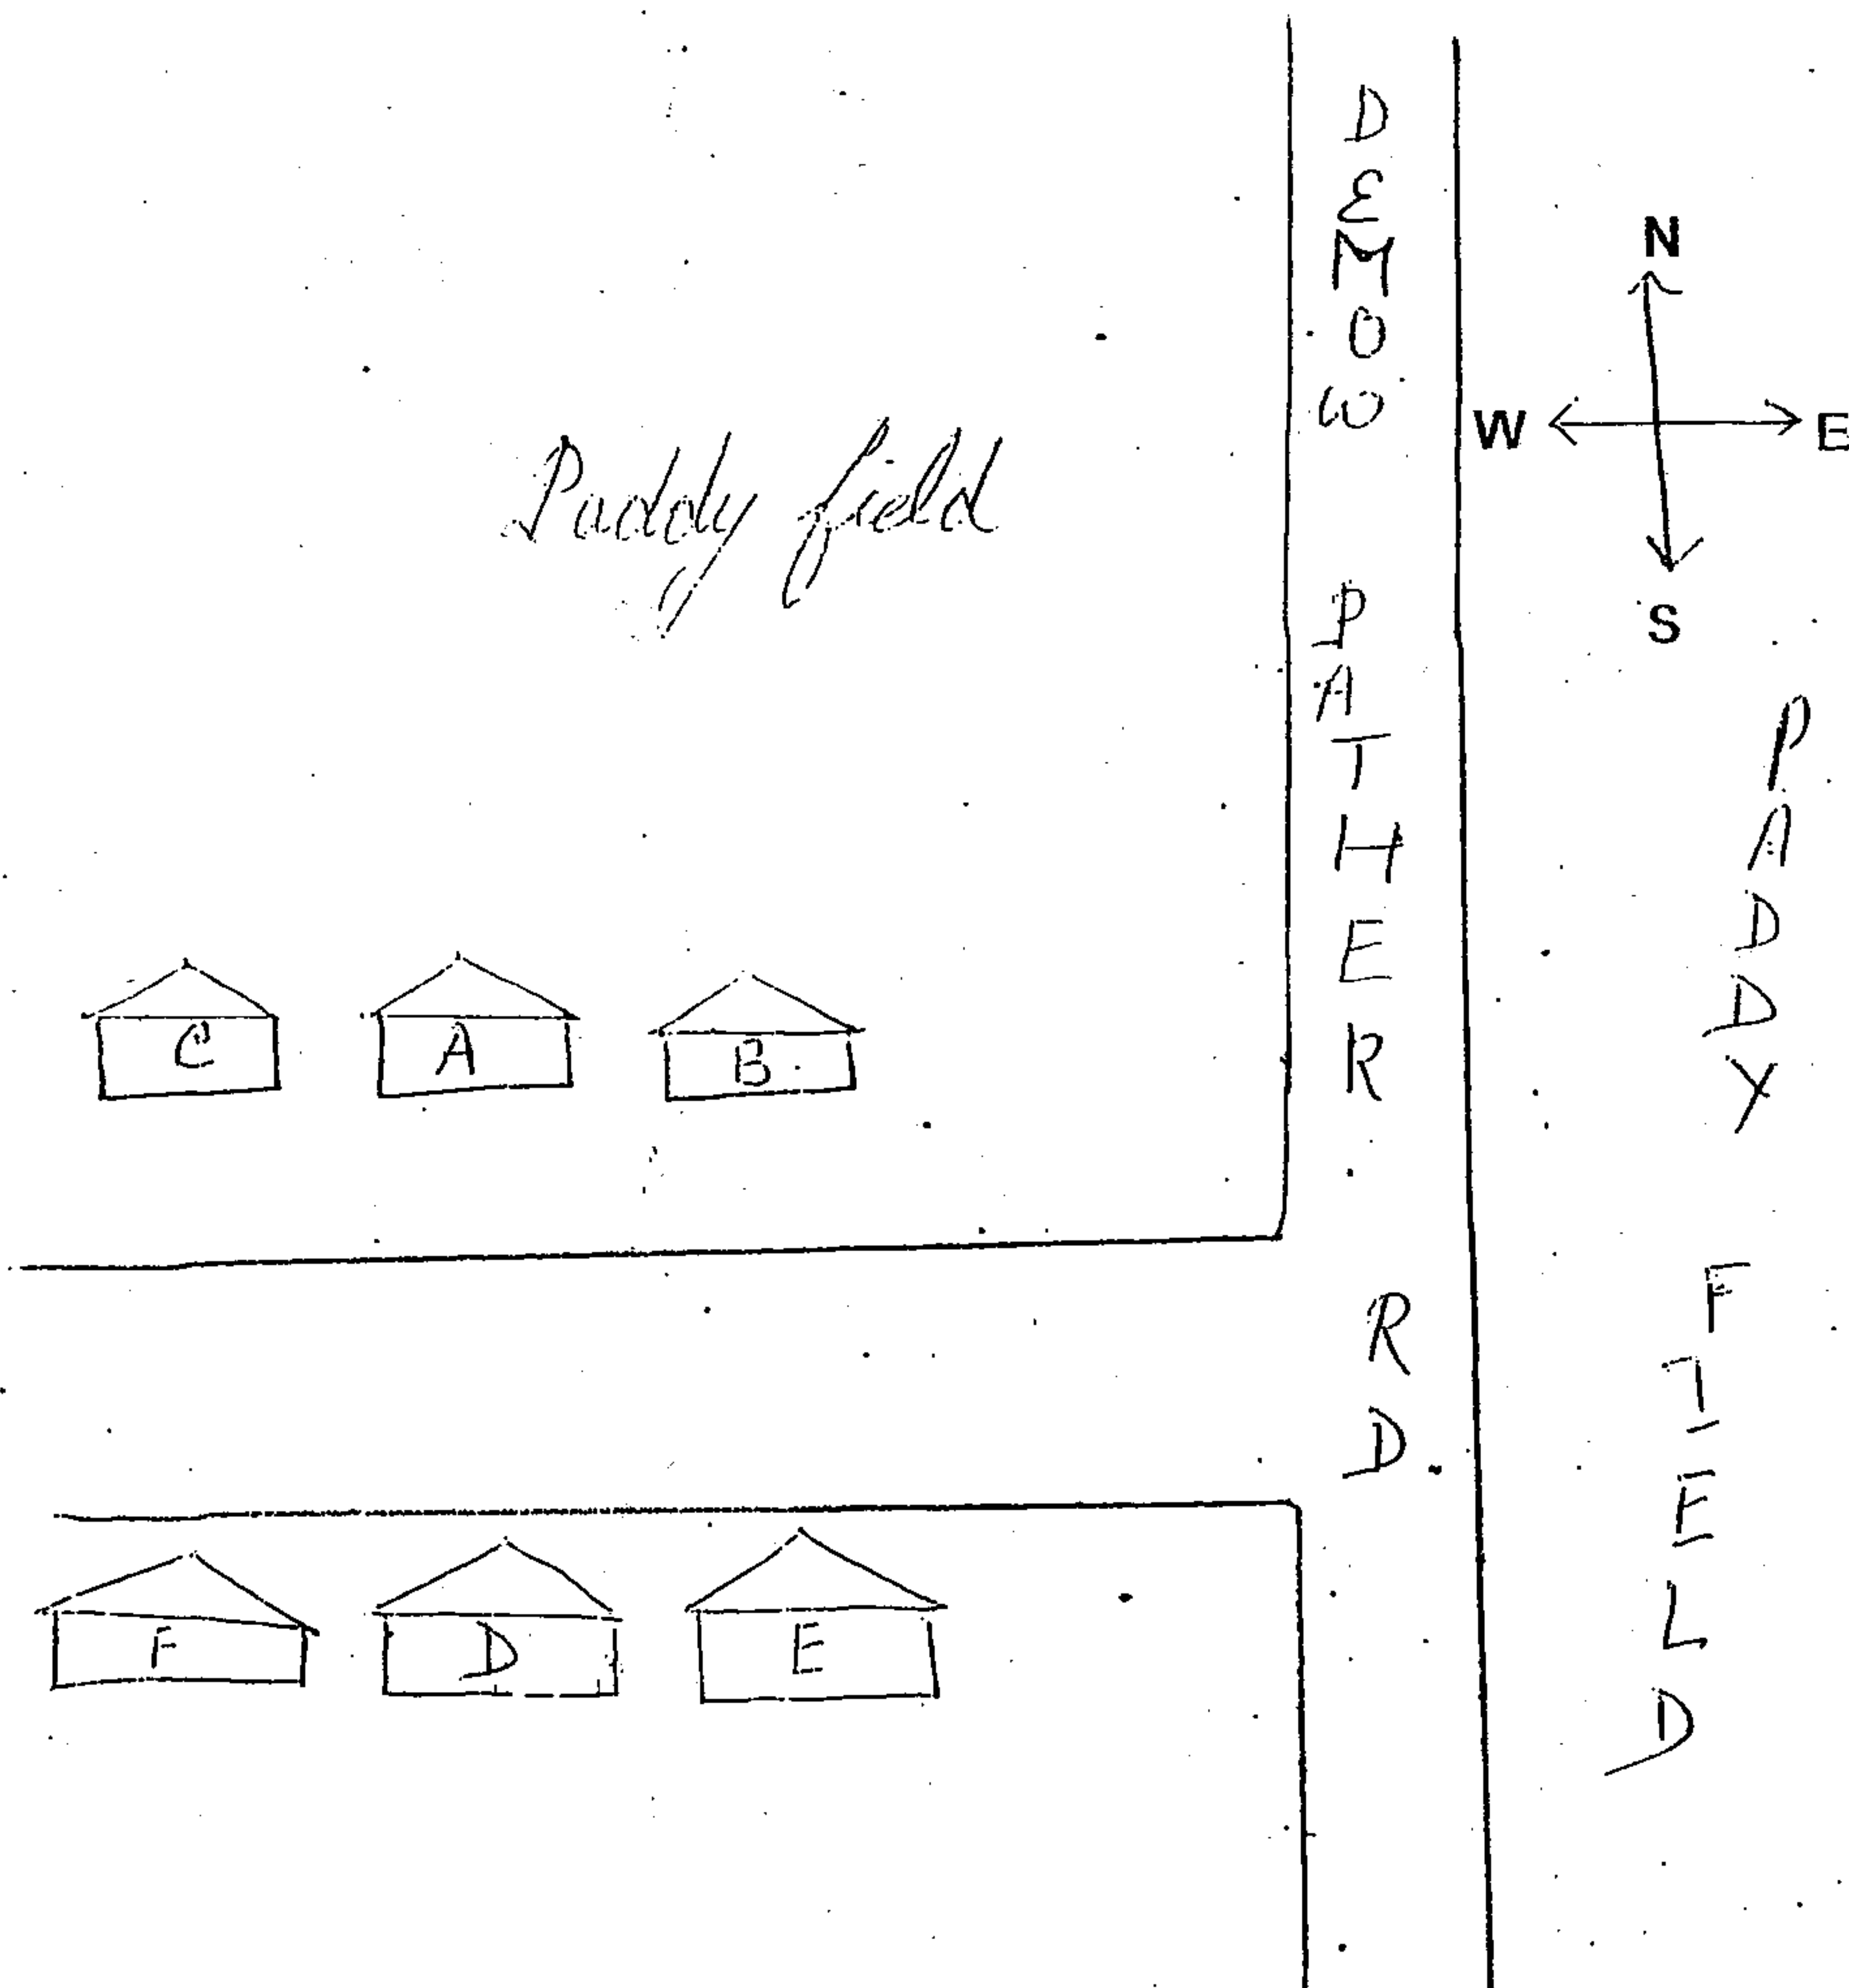 DEMOW PATHER RD.
N
W E
S
Paddy field
PADDY FIELD
C A B
F D E